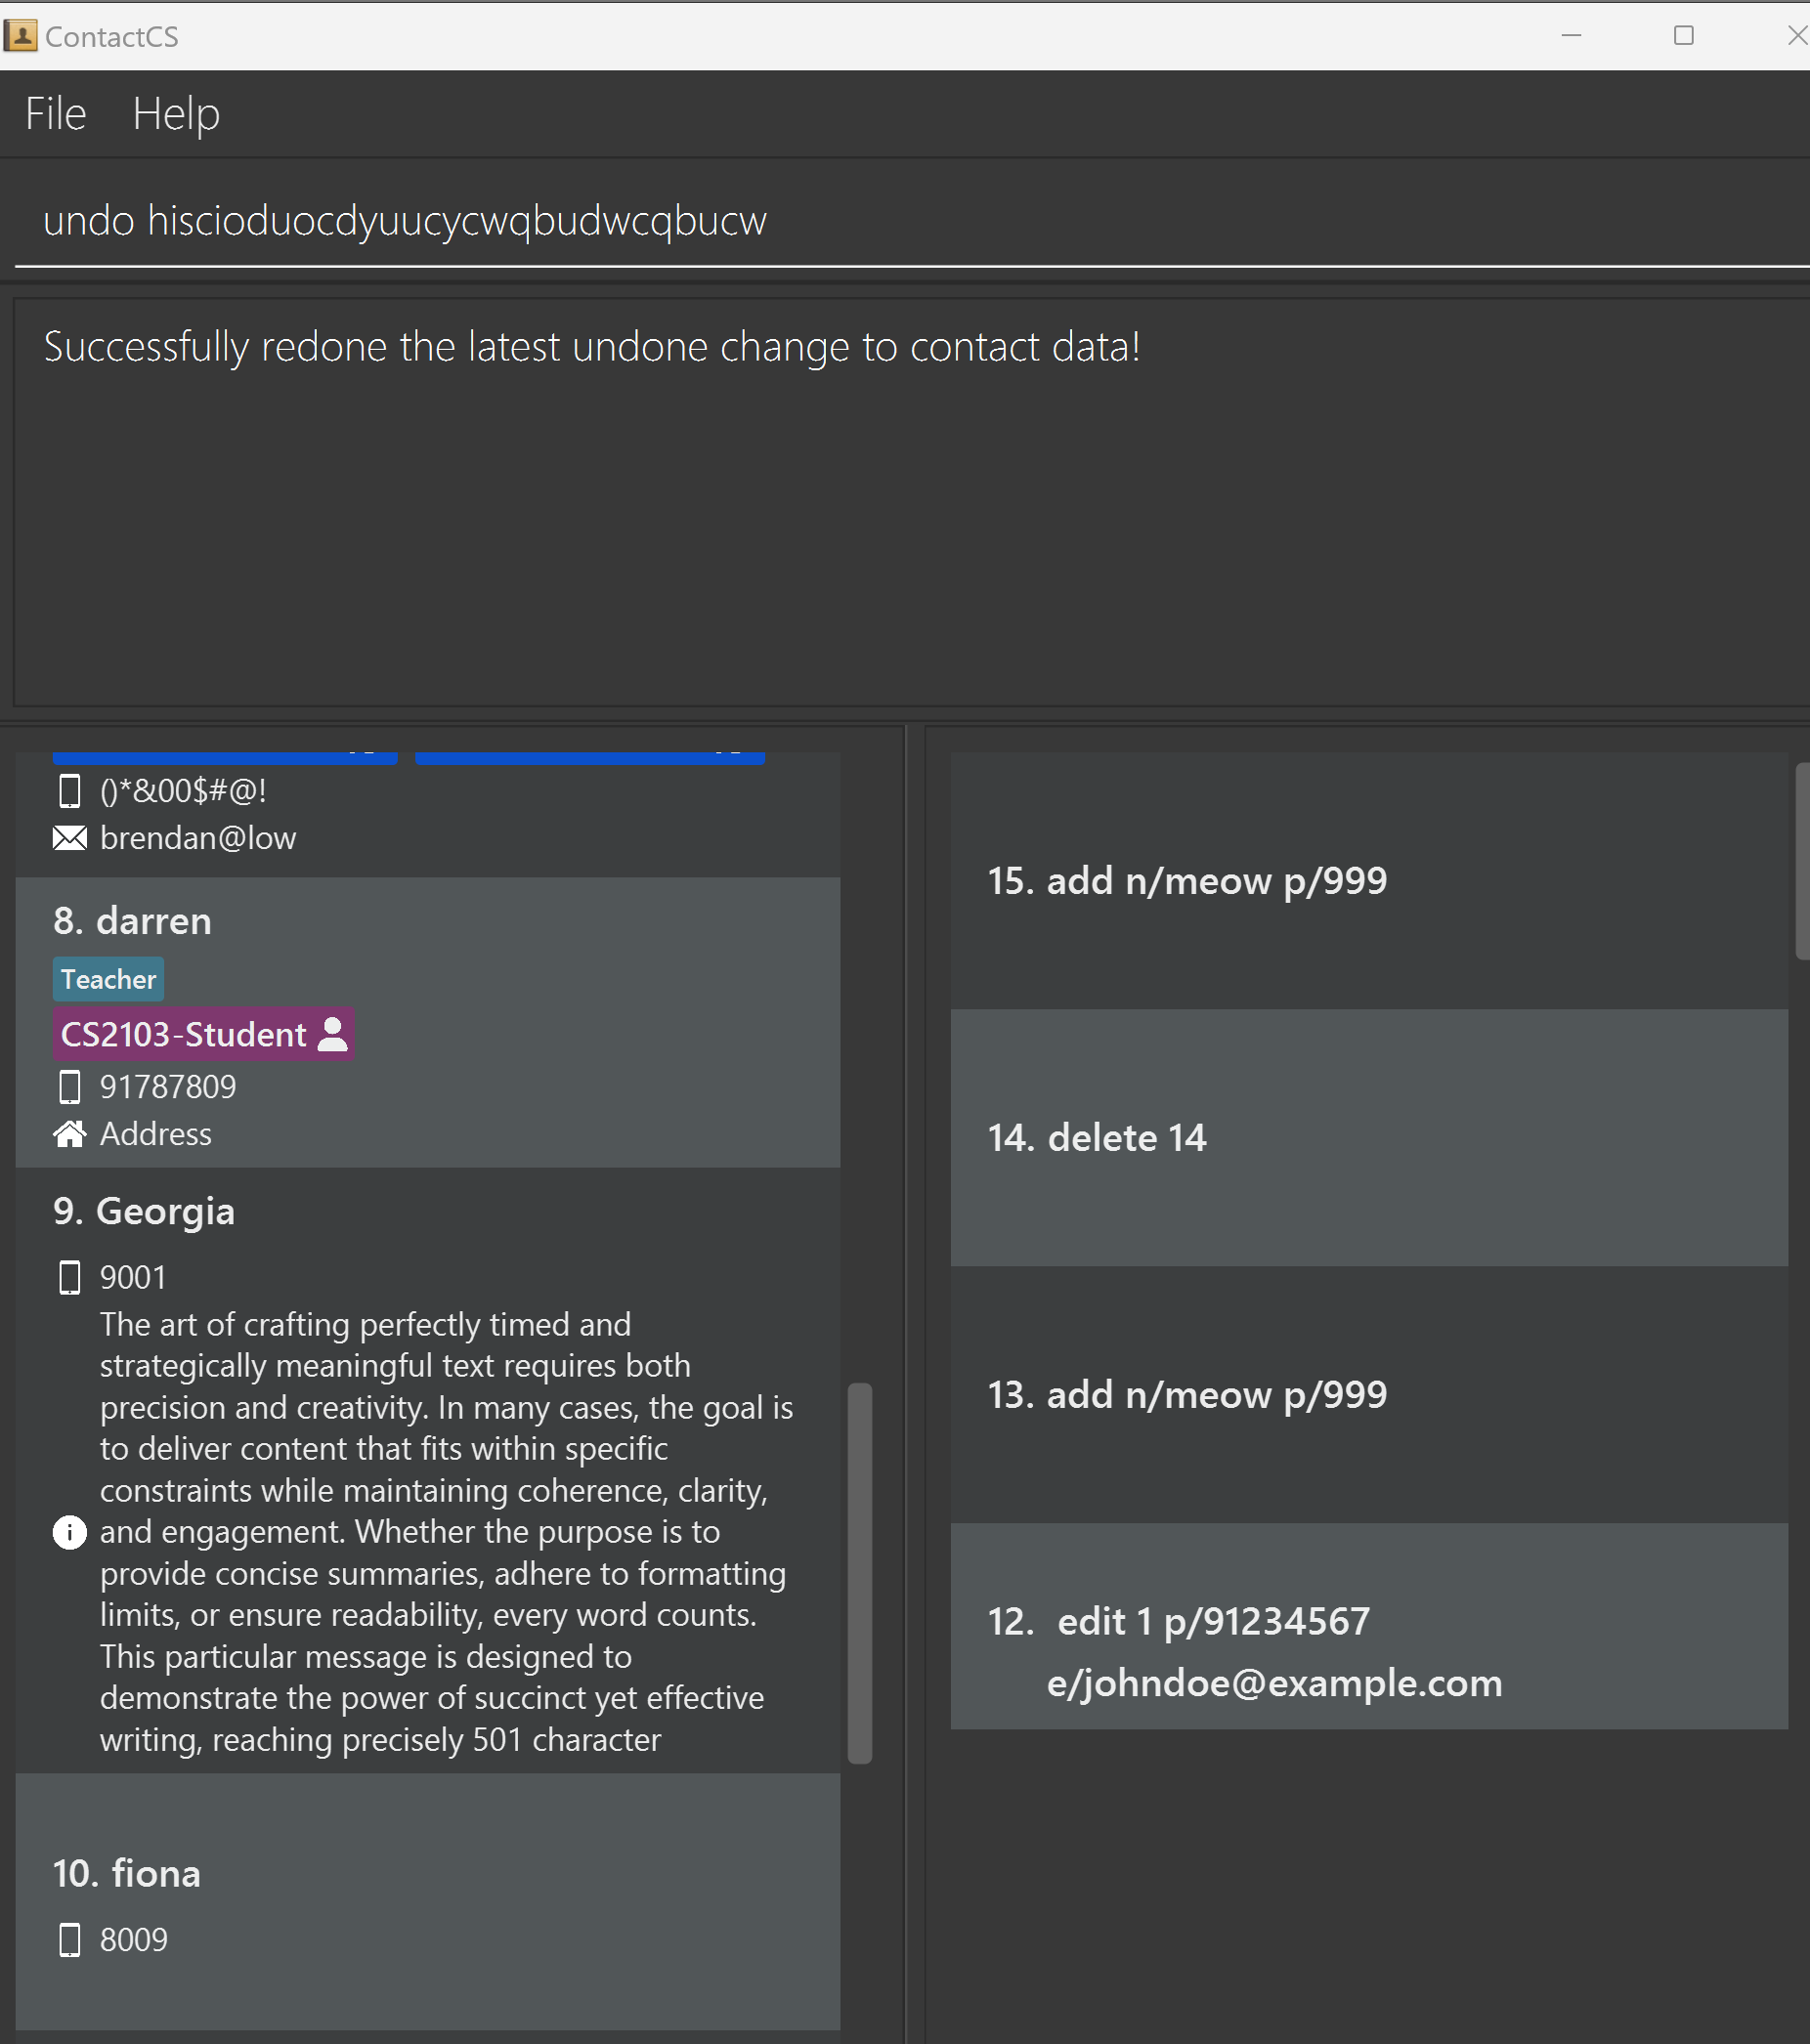 ContactCS
File Help
undo hiscioduocdyuucycwqbudwcqbucw
Successfully redone the latest undone change to contact data!
()*&00$#@!
brendan@low
8. darren
Teacher
CS2103-Student
91787809
Address
9. Georgia
9001
The art of crafting perfectly timed and
strategically meaningful text requires both
precision and creativity. In many cases, the goal is
to deliver content that fits within specific
constraints while maintaining coherence, clarity,
and engagement. Whether the purpose is to
provide concise summaries, adhere to formatting
limits, or ensure readability, every word counts.
This particular message is designed to
demonstrate the power of succinct yet effective
writing, reaching precisely 501 character
10. fiona
8009
15. add n/meow p/999
14. delete 14
13. add n/meow p/999
12. edit 1 p/91234567
e/johndoe@example.com